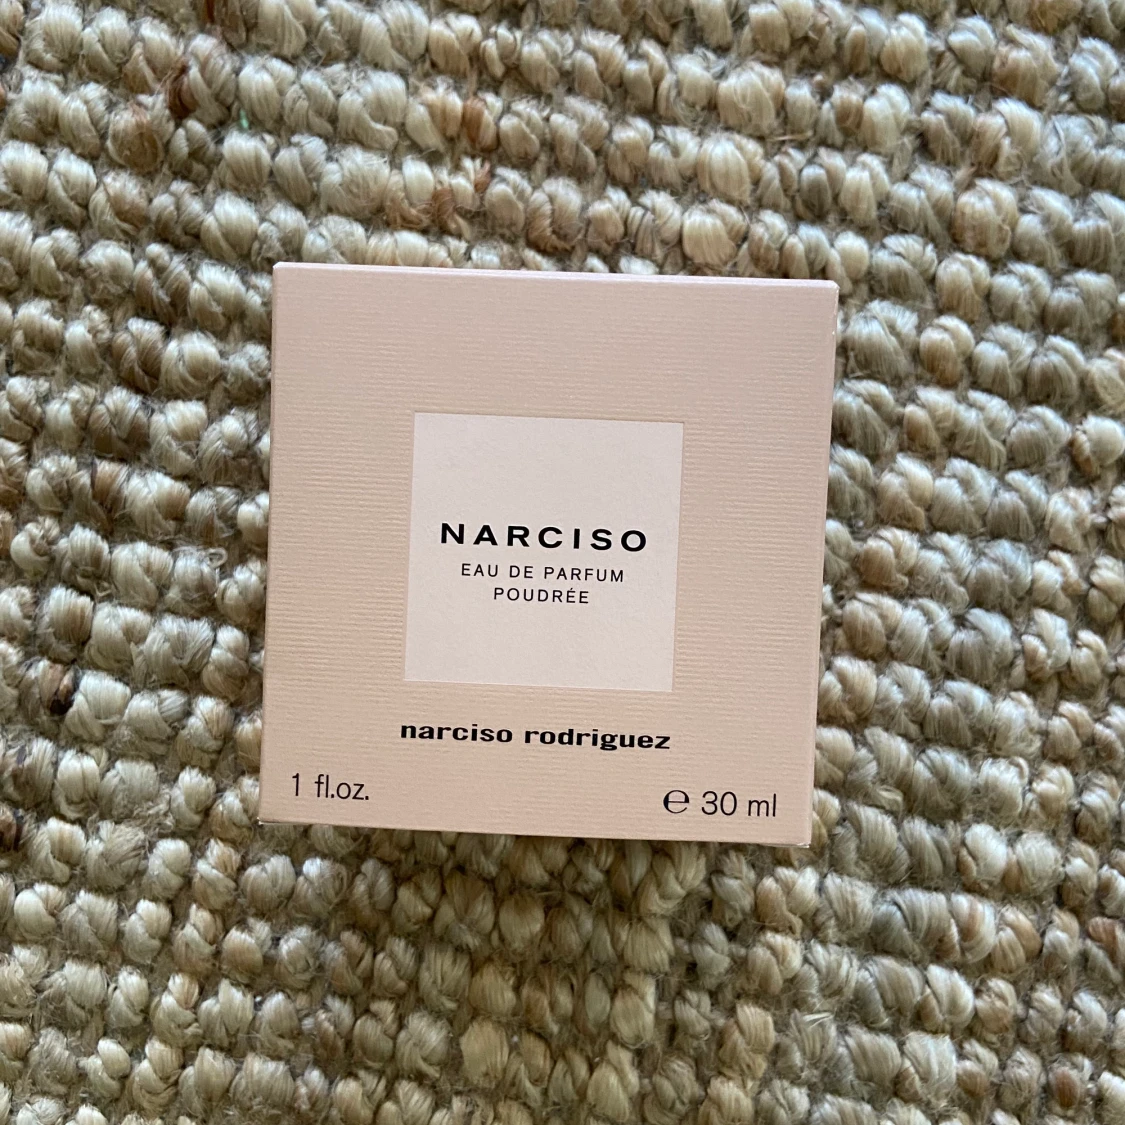 NARCISO
EAU DE PARFUM
POUDRÉE
narciso rodriguez
1 fl.oz.
℮ 30 ml